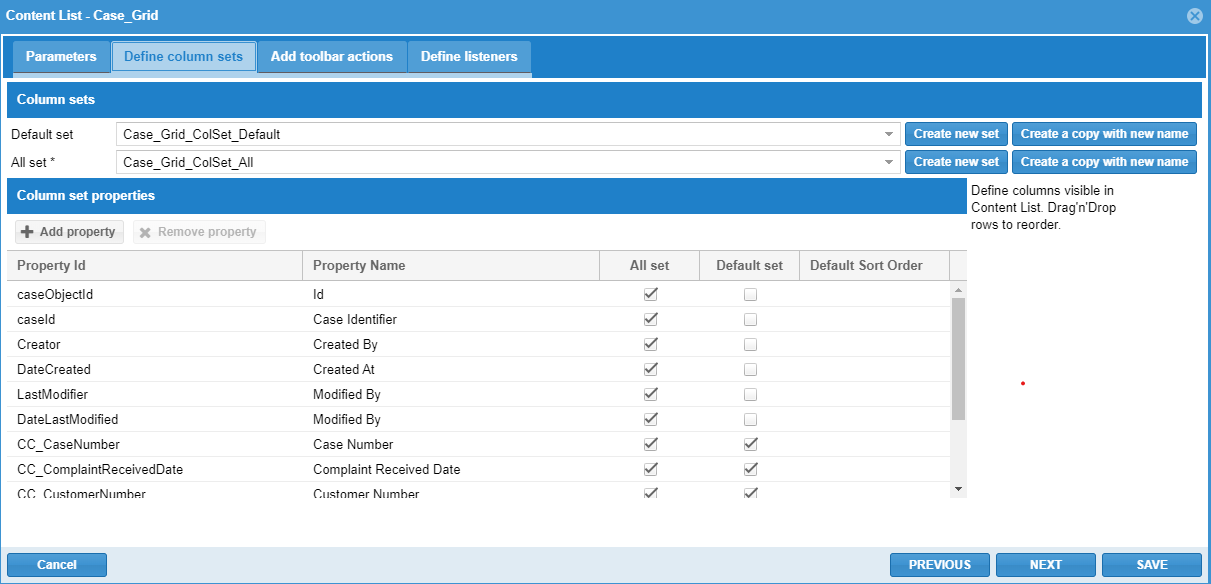 Content List - Case_Grid
Parameters Define column sets Add toolbar actions Define listeners
Column sets
Default set Case_Grid_ColSet_Default Create new set Create a copy with new name
All set * Case_Grid_ColSet_All Create new set Create a copy with new name
Column set properties
Define columns visible in
Content List. Drag'n'Drop
rows to reorder.
Add property Remove property
Property Id Property Name All set Default set Default Sort Order
caseObjectId Id
caseId Case Identifier
Creator Created By
DateCreated Created At
LastModifier Modified By
DateLastModified Modified By
CC_CaseNumber Case Number
CC_ComplaintReceivedDate Complaint Received Date
CC_CustomerNumber Customer Number
Cancel PREVIOUS NEXT SAVE